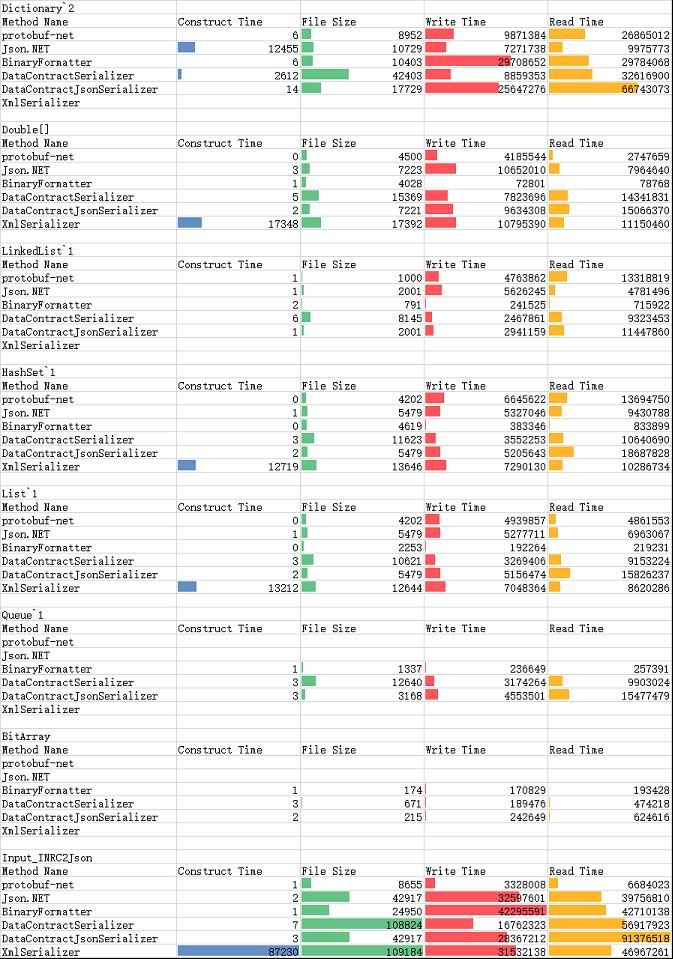 Dictionary`2
Method Name Construct Time File Size Write Time Read Time
protobuf-net 6 8952 9871384 26865012
Json.NET 12455 10729 7271738 9975773
BinaryFormatter 6 10403 29708652 29784068
DataContractSerializer 2612 42403 8859353 32616900
DataContractJsonSerializer 14 17729 25647276 66743073
XmlSerializer
Double[]
Method Name Construct Time File Size Write Time Read Time
protobuf-net 0 4500 4185544 2747659
Json.NET 3 7223 10652010 7964640
BinaryFormatter 1 4028 72801 78768
DataContractSerializer 5 15369 7823696 14341831
DataContractJsonSerializer 2 7221 9634308 15066370
XmlSerializer 17348 17392 10795390 11150460
LinkedList`1
Method Name Construct Time File Size Write Time Read Time
protobuf-net 1 1000 4763862 13318819
Json.NET 1 2001 5626245 4781496
BinaryFormatter 2 791 241525 715922
DataContractSerializer 6 8145 2467861 9323453
DataContractJsonSerializer 1 2001 2941159 11447860
XmlSerializer
HashSet`1
Method Name Construct Time File Size Write Time Read Time
protobuf-net 0 4202 6645622 13694750
Json.NET 1 5479 5327046 9430788
BinaryFormatter 0 4619 383346 833899
DataContractSerializer 3 11623 3552253 10640690
DataContractJsonSerializer 2 5479 5205643 18687828
XmlSerializer 12719 13646 7290130 10286734
List`1
Method Name Construct Time File Size Write Time Read Time
protobuf-net 0 4202 4939857 4861553
Json.NET 1 5479 5277711 6963067
BinaryFormatter 0 2253 192264 219231
DataContractSerializer 3 10621 3269406 9153224
DataContractJsonSerializer 2 5479 5156474 15826237
XmlSerializer 13212 12644 7048364 8620286
Queue`1
Method Name Construct Time File Size Write Time Read Time
protobuf-net
Json.NET
BinaryFormatter 1 1337 236649 257391
DataContractSerializer 3 12640 3174264 9903024
DataContractJsonSerializer 3 3168 4553501 15477479
XmlSerializer
BitArray
Method Name Construct Time File Size Write Time Read Time
protobuf-net
Json.NET
BinaryFormatter 1 174 170829 193428
DataContractSerializer 3 671 189476 474218
DataContractJsonSerializer 2 215 242649 624616
XmlSerializer
Input_INRC2Json
Method Name Construct Time File Size Write Time Read Time
protobuf-net 1 8655 3328008 6684023
Json.NET 2 42917 32597601 39756810
BinaryFormatter 1 24950 42295591 42710138
DataContractSerializer 7 108824 16762323 56917923
DataContractJsonSerializer 3 42917 28367212 91376518
XmlSerializer 87230 109184 31532138 46967261